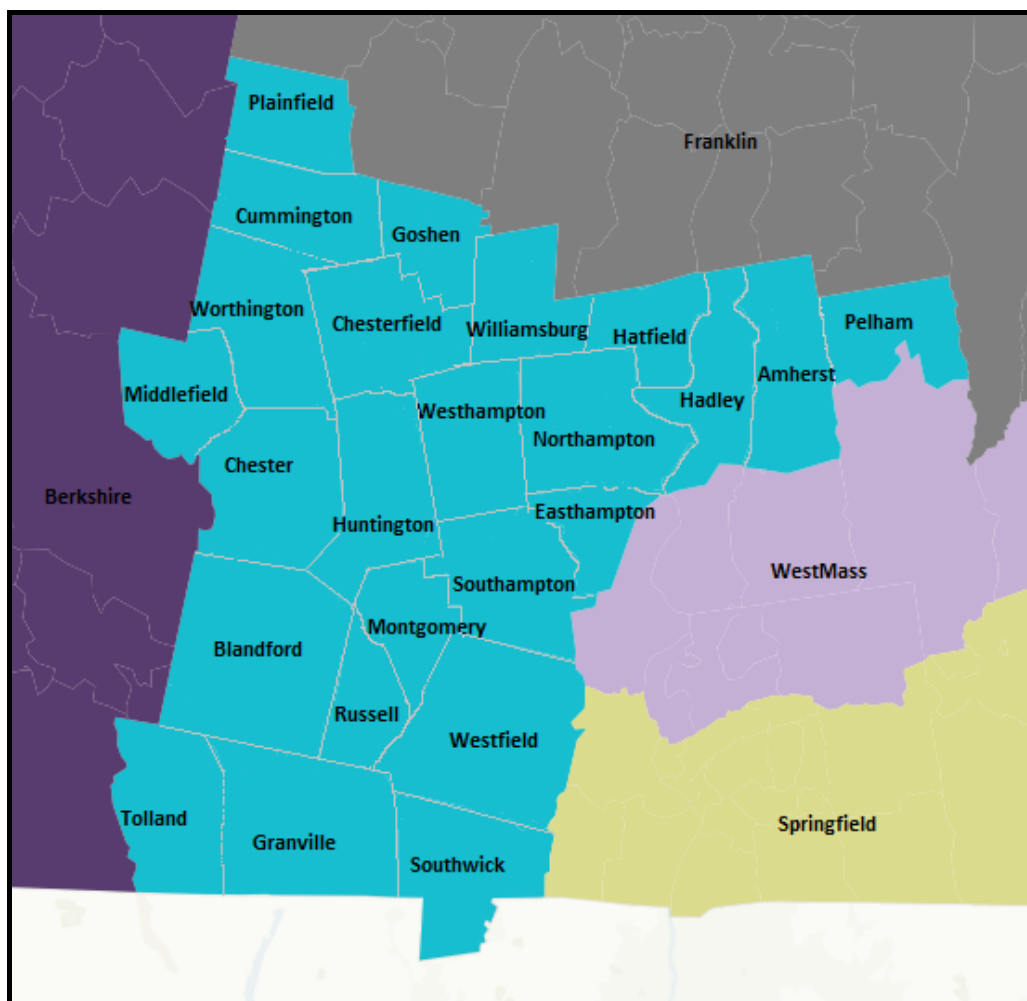 Plainfield
Franklin
Cummington
Goshen
Worthington
Chesterfield
Williamsburg
Hatfield
Pelham
Middlefield
Amherst
Hadley
Westhampton
Northampton
Chester
Berkshire
Huntington
Easthampton
WestMass
Southampton
Montgomery
Blandford
Russell
Westfield
Tolland
Springfield
Granville
Southwick